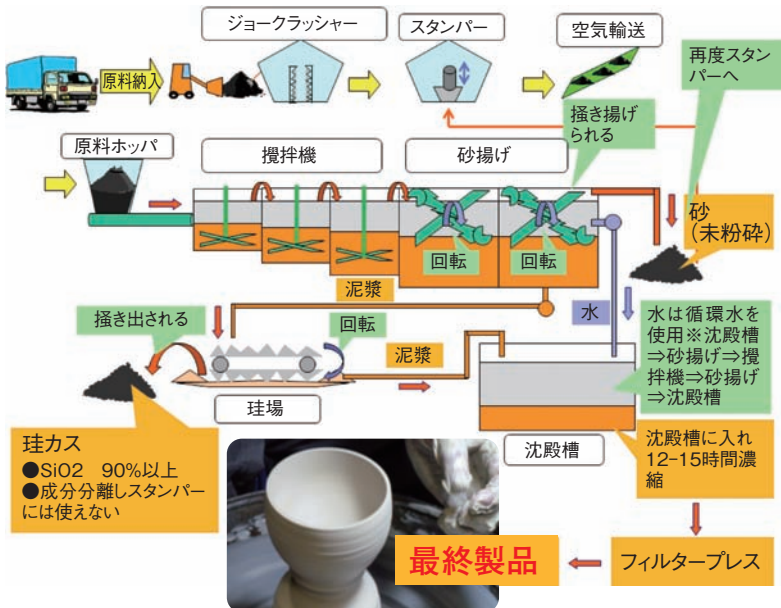 ジョークラッシャー
スタンパー
空気輸送
原料納入
再度スタン
パーへ
掻き揚げ
られる
原料ホッパ
攪拌機
砂揚げ
砂
(未粉砕)
回転
回転
泥漿
水
掻き出される
回転
泥漿
水は循環水を
使用※沈殿槽
⇒砂揚げ⇒攪
拌機⇒砂揚げ
⇒沈殿槽
珪場
沈殿槽
珪カス
●SiO2 90%以上
●成分分離しスタンパー
には使えない
沈殿槽に入れ
12-15時間濃
縮
最終製品
フィルタープレス